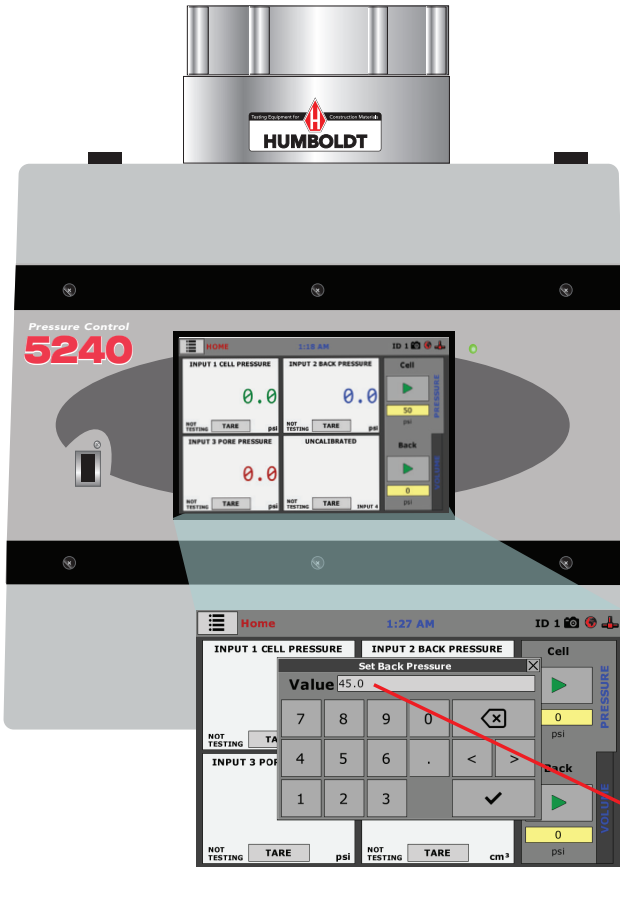 Testing Equipment for
Construction Materials
H
HUMBOLDT
Pressure Control
5240
HOME
1:18 AM
ID 1
INPUT 1 CELL PRESSURE
0.0
NOT TESTING
TARE
psi
INPUT 2 BACK PRESSURE
0.0
NOT TESTING
TARE
psi
INPUT 3 PORE PRESSURE
0.0
NOT TESTING
TARE
psi
UNCALIBRATED
NOT TESTING
TARE
INPUT 4
Cell
50
psi
Back
0
psi
PRESSURE
VOLUME
Home
1:27 AM
ID 1
INPUT 1 CELL PRESSURE
INPUT 2 BACK PRESSURE
Set Back Pressure
Value
45.0
7 8 9 0
4 5 6 . < >
1 2 3
NOT
TESTING
TA
INPUT 3 POR
NOT
TESTING
TARE
psi
NOT
TESTING
TARE
cm³
Cell
0
psi
Back
0
psi
PRESSURE
VOLUME